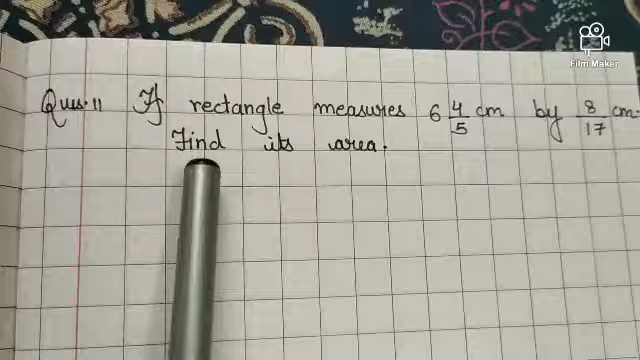 Ques.11 If rectangle measures 6 4/5 cm by 8/17 cm.
Find its area.
Film Maker